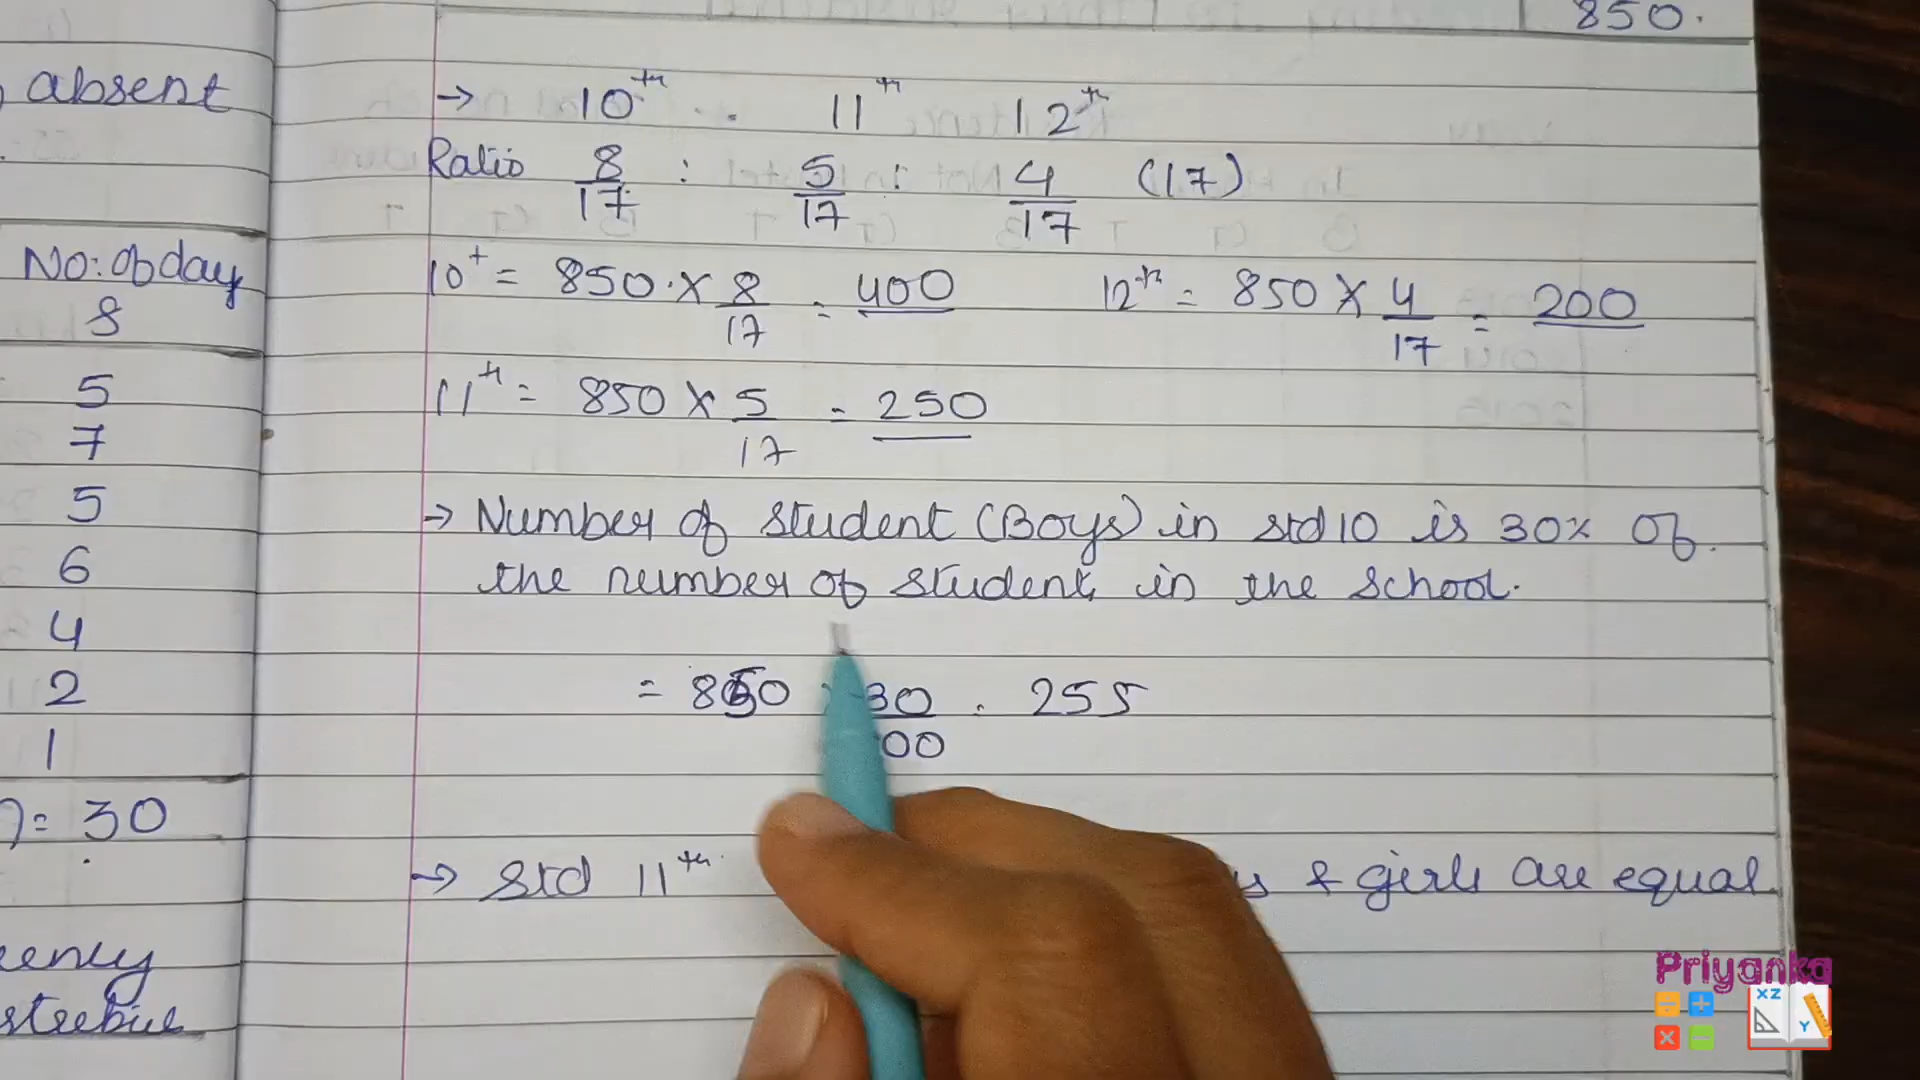 absent
No: of day
8
5
7
5
6
4
2
1
= 30
850.
→ 10th 11th 12th
Ratio 8/17 : 5/17 : 4/17 (17)
10+ = 850 × 8/17 = 400 12th = 850 × 4/17 = 200
11th = 850 × 5/17 = 250
→ Number of student (Boys) in std 10 is 30% of
the number of student in the school.
= 850 30 = 255
00
→ Std 11th & girls are equal
Priyanka
XZ
Y